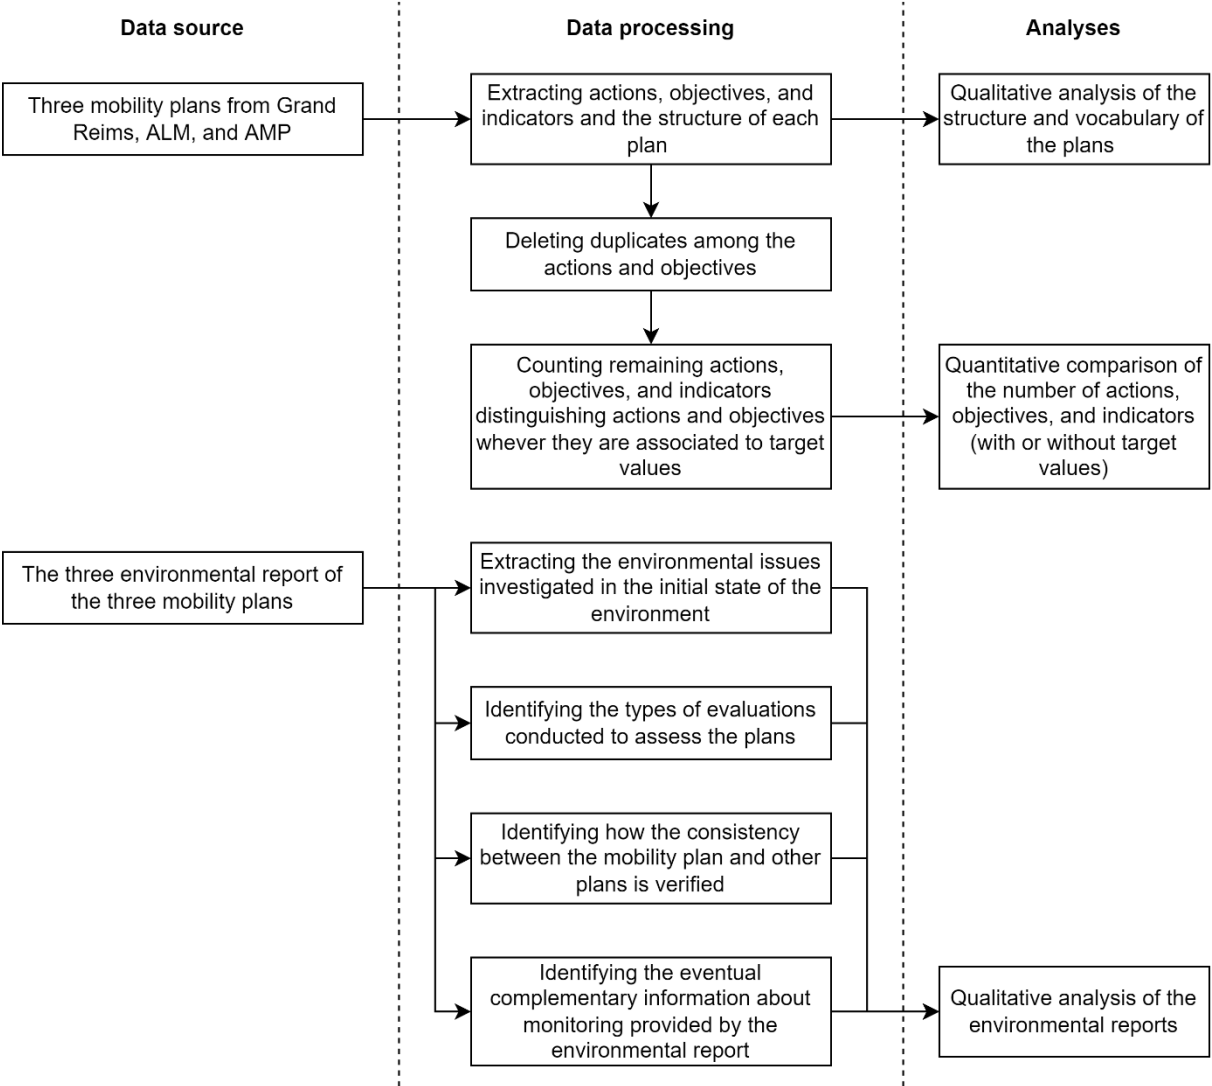 Data source
Data processing
Analyses
Three mobility plans from Grand
Reims, ALM, and AMP
Extracting actions, objectives, and
indicators and the structure of each
plan
Qualitative analysis of the
structure and vocabulary of
the plans
Deleting duplicates among the
actions and objectives
Counting remaining actions,
objectives, and indicators
distinguishing actions and objectives
whever they are associated to target
values
Quantitative comparison of
the number of actions,
objectives, and indicators
(with or without target
values)
The three environmental report of
the three mobility plans
Extracting the environmental issues
investigated in the initial state of the
environment
Identifying the types of evaluations
conducted to assess the plans
Identifying how the consistency
between the mobility plan and other
plans is verified
Identifying the eventual
complementary information about
monitoring provided by the
environmental report
Qualitative analysis of the
environmental reports